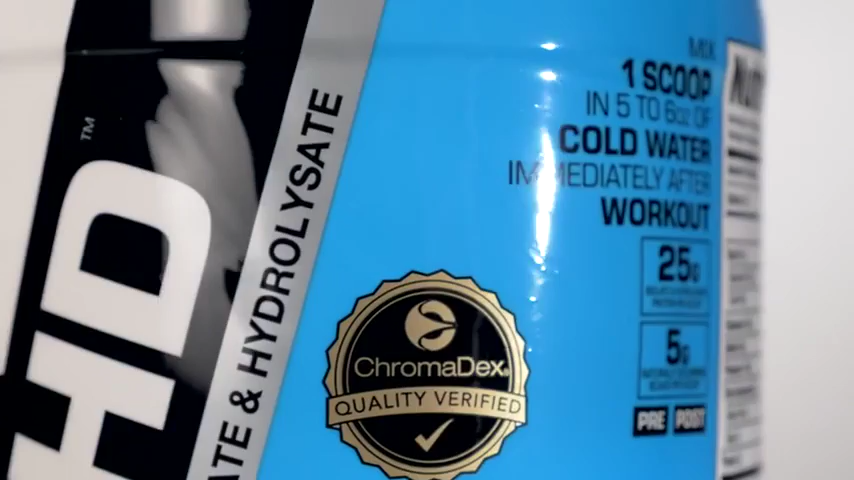 HD
TM
ATE & HYDROLYSATE
ChromaDex®
QUALITY VERIFIED
MIX
1 SCOOP
IN 5 TO 6oz OF
COLD WATER
IMMEDIATELY AFTER
WORKOUT
25g
5g
PRE POST